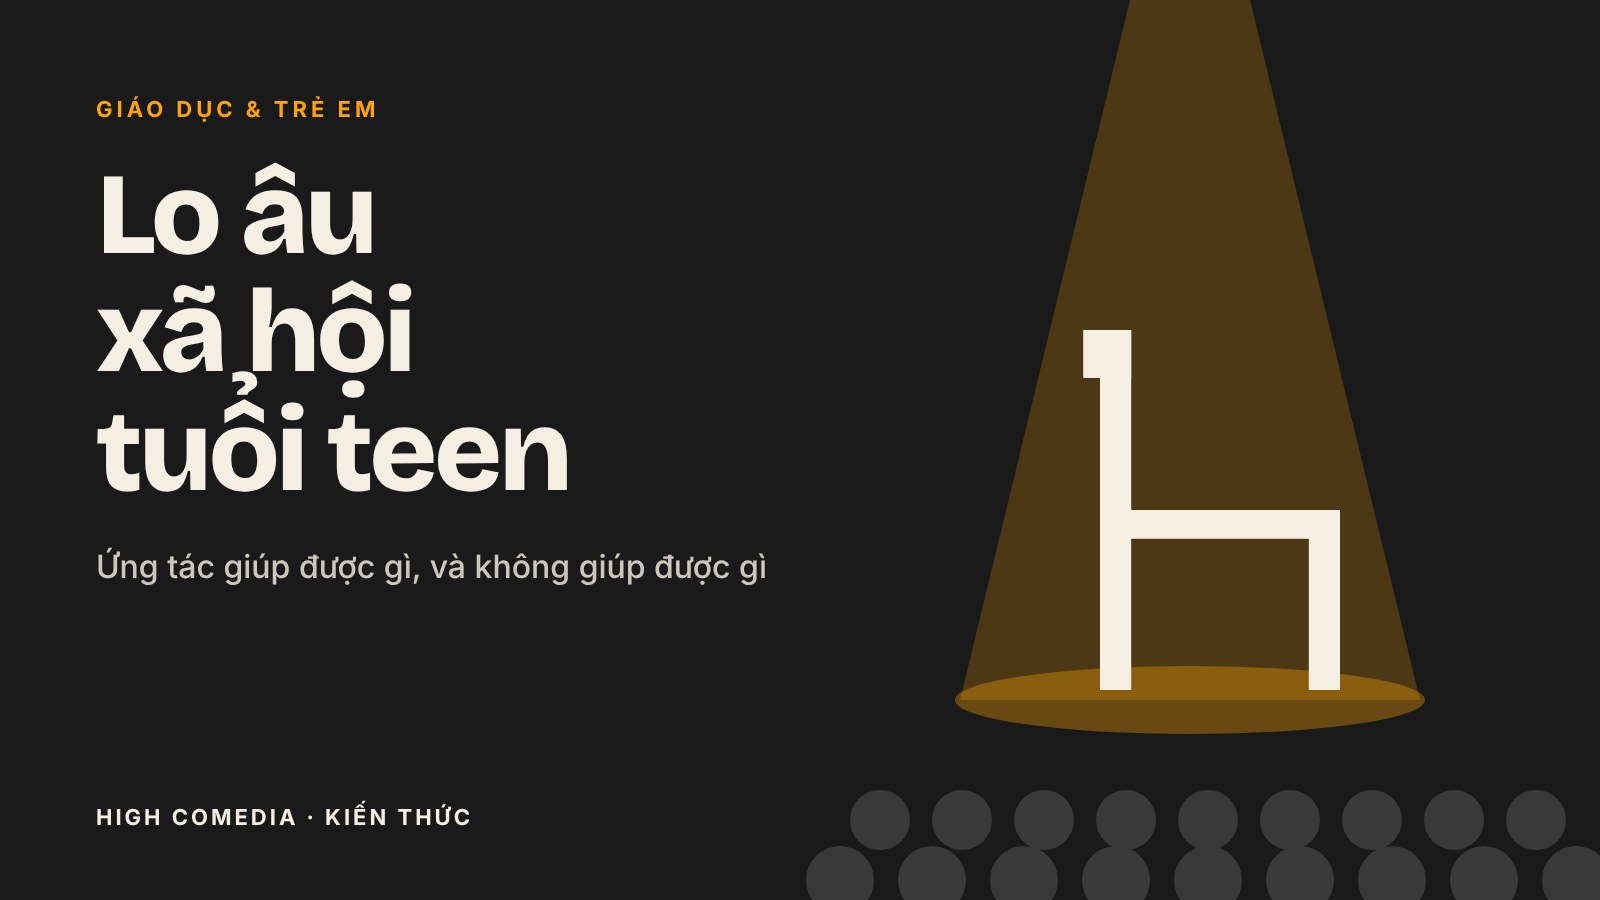 GIÁO DỤC & TRẺ EM
Lo âu
xã hội
tuổi teen
Ứng tác giúp được gì, và không giúp được gì
HIGH COMEDIA · KIẾN THỨC